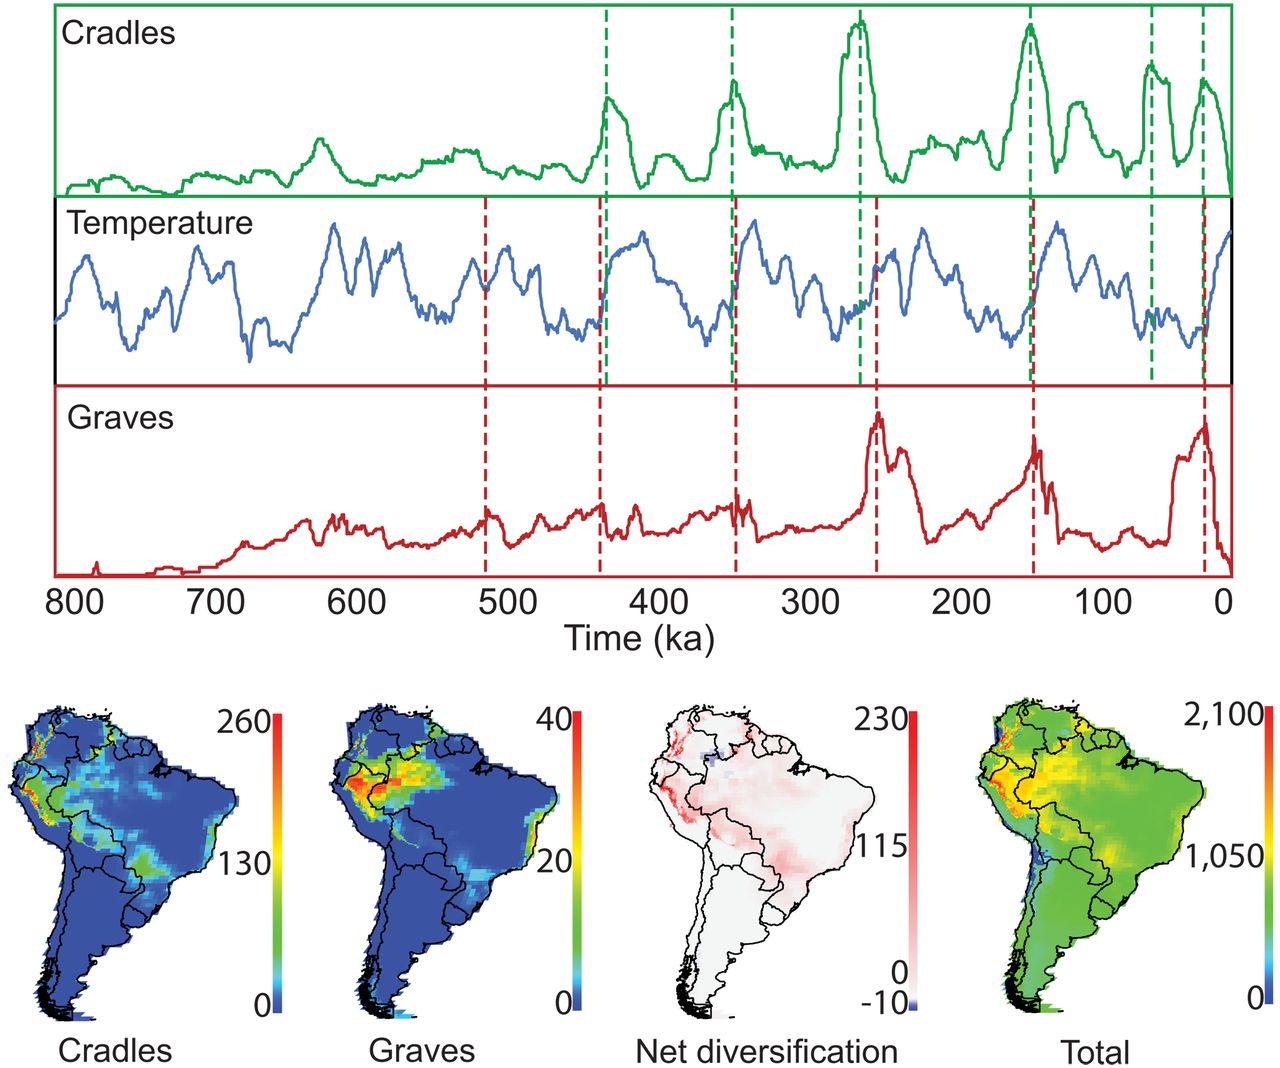 Cradles
Temperature
Graves
800 700 600 500 400 300 200 100 0
Time (ka)
260 40 230 2,100
130 20 115 1,050
0 0 0 0
-10
Cradles Graves Net diversification Total